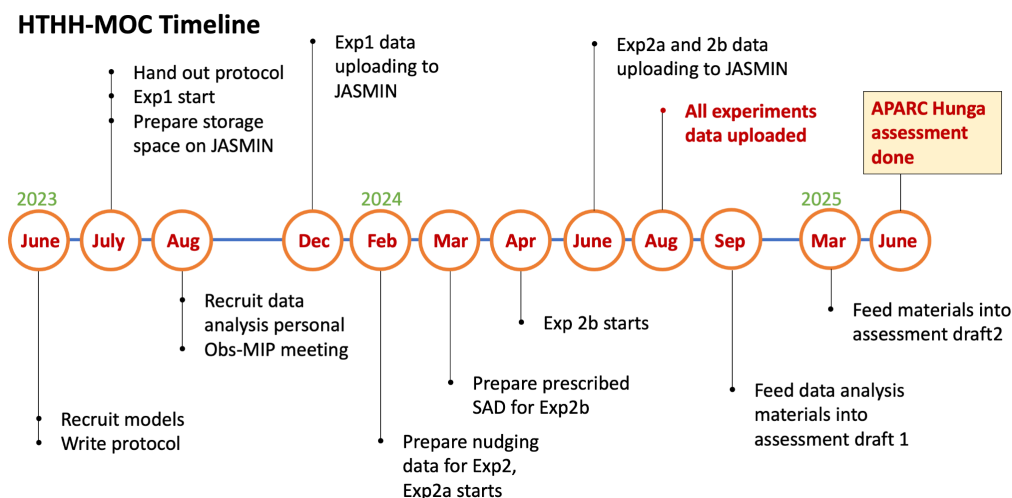 HTHH-MOC Timeline
Hand out protocol
Exp1 start
Prepare storage
space on JASMIN
Exp1 data
uploading to
JASMIN
Exp2a and 2b data
uploading to JASMIN
All experiments
data uploaded
APARC Hunga
assessment
done
2023
2024
2025
June
July
Aug
Dec
Feb
Mar
Apr
June
Aug
Sep
Mar
June
Recruit data
analysis personal
Obs-MIP meeting
Recruit models
Write protocol
Prepare nudging
data for Exp2,
Exp2a starts
Prepare prescribed
SAD for Exp2b
Exp 2b starts
Feed data analysis
materials into
assessment draft 1
Feed materials into
assessment draft2